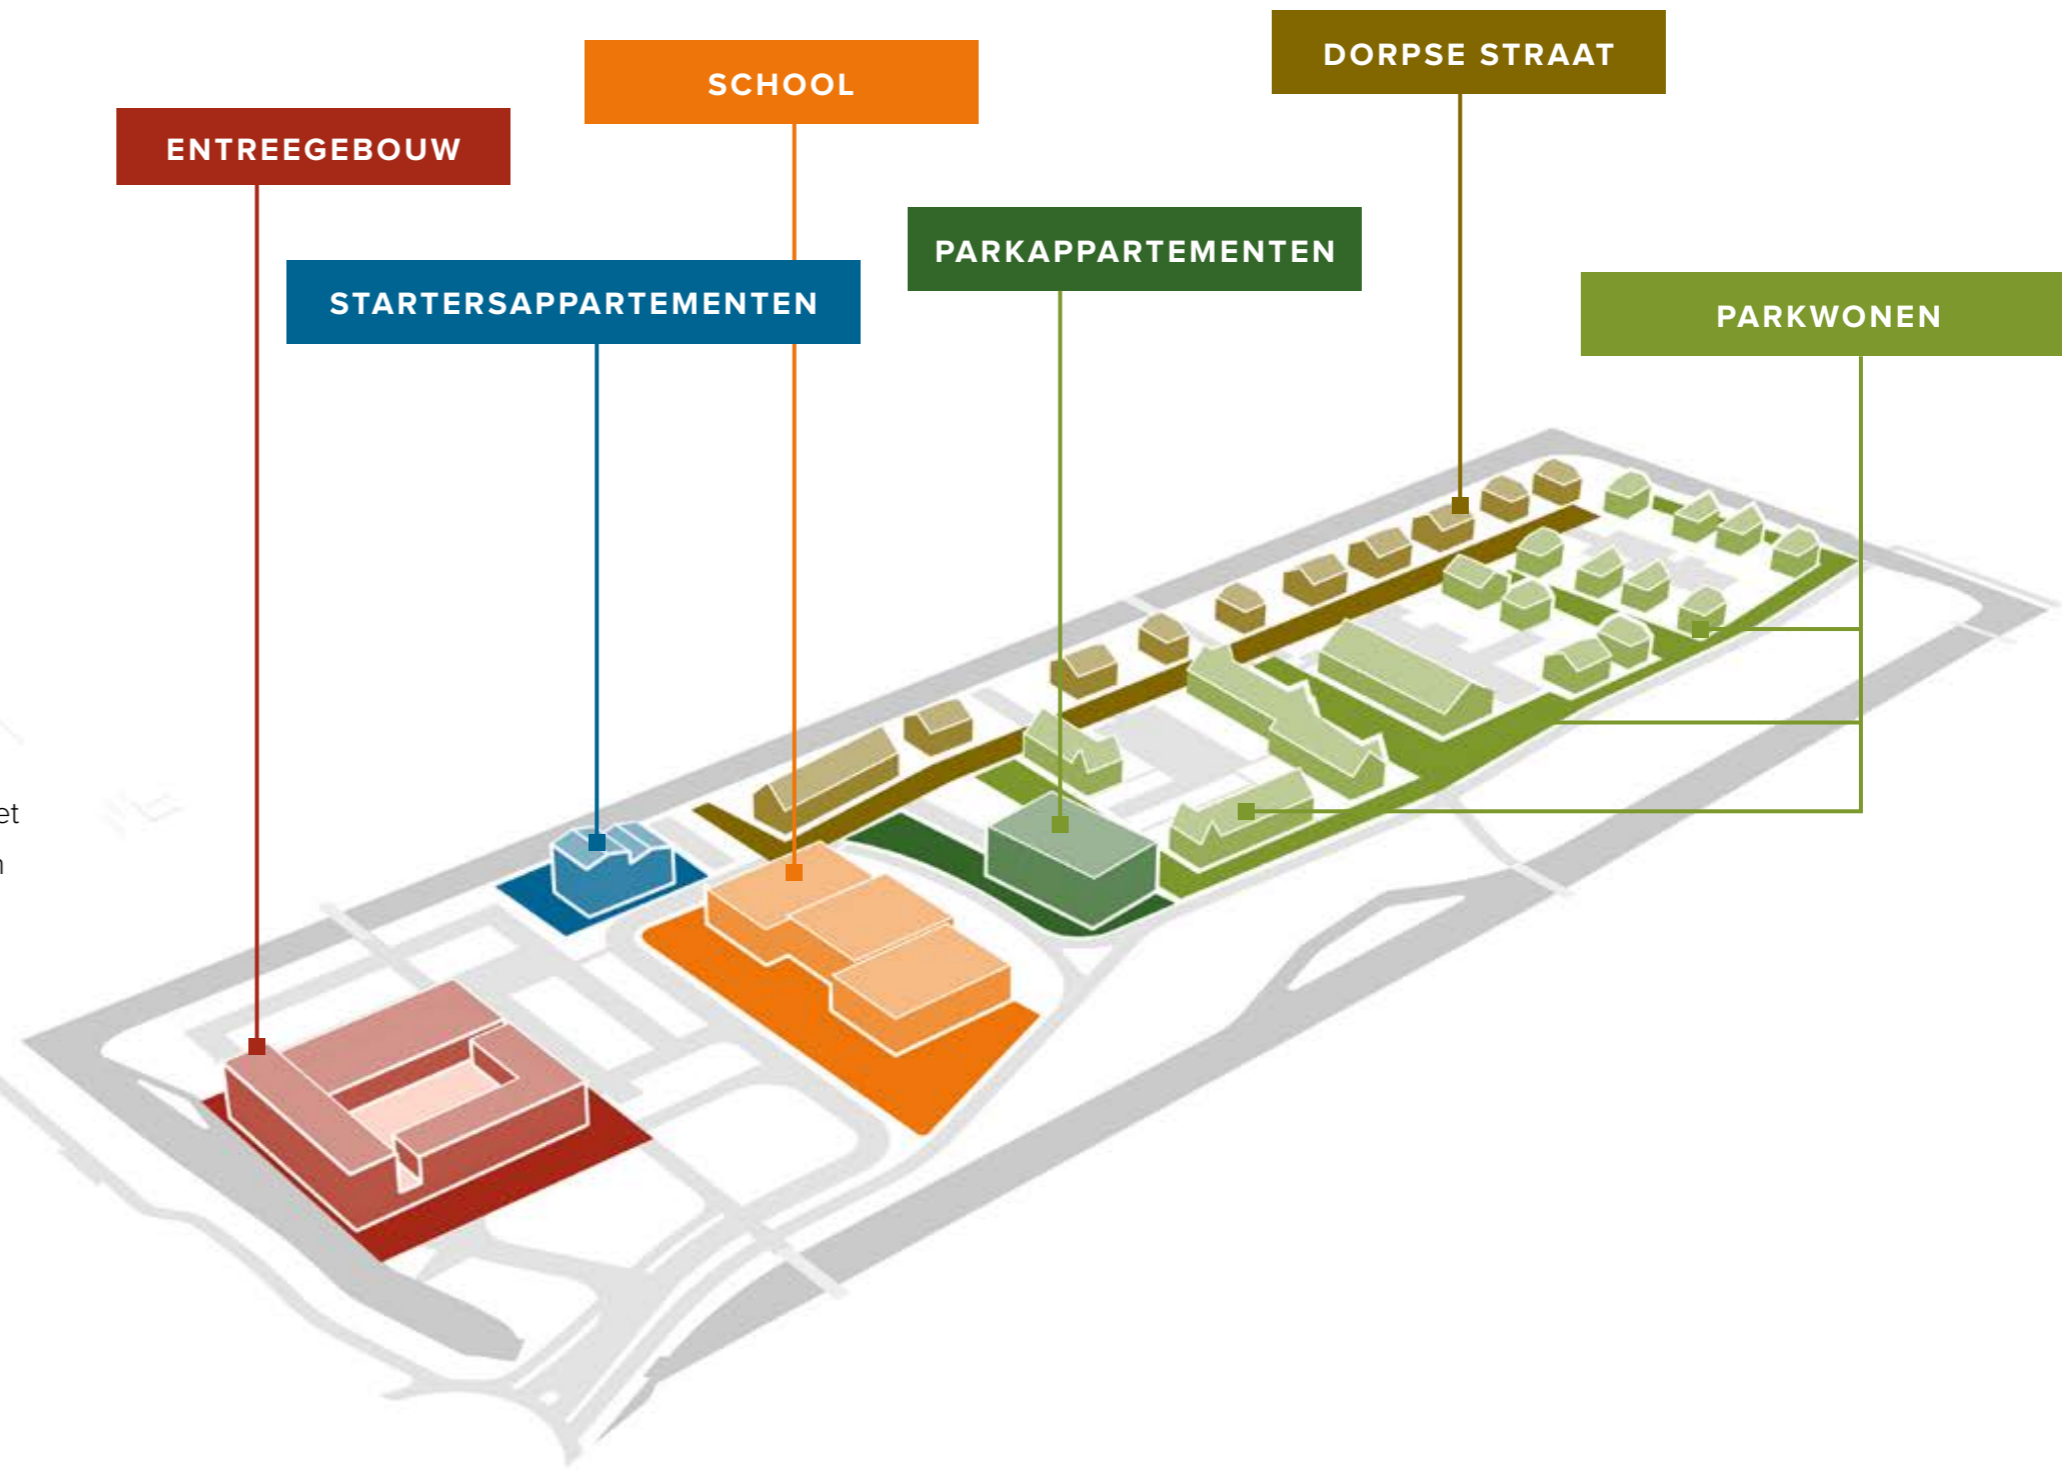 DORPSE STRAAT
SCHOOL
ENTREEGEBOUW
PARKAPPARTEMENTEN
STARTERSAPPARTEMENTEN
PARKWONEN
et